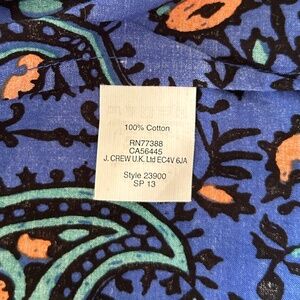 100% Cotton
RN77388
CA56445
J. CREW U.K. Ltd EC4V 6JA
Style 23900
SP 13